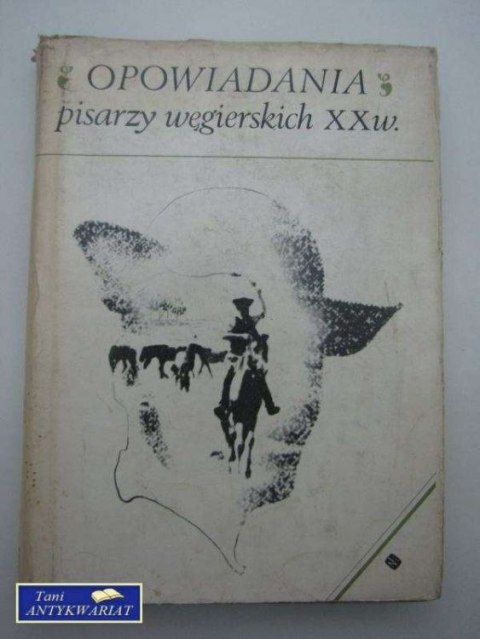 OPOWIADANIA
pisarzy węgierskich XXw.
Tani
ANTYKWARIAT